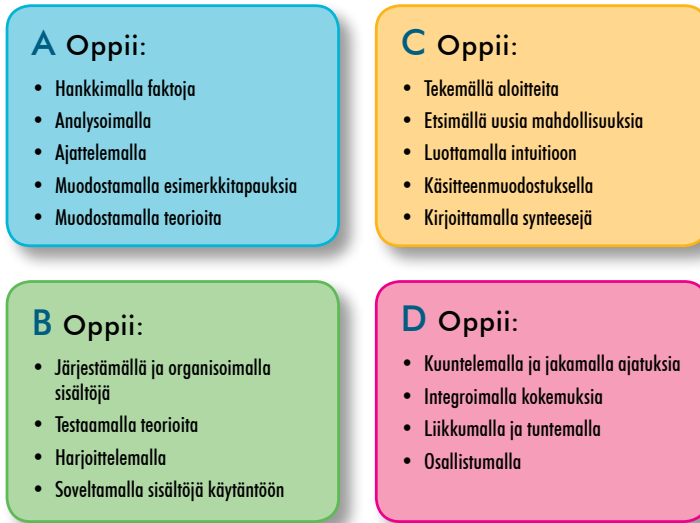 A Oppii:
• Hankkimalla faktoja
• Analysoimalla
• Ajattelemalla
• Muodostamalla esimerkkitapauksia
• Muodostamalla teorioita
C Oppii:
• Tekemällä aloitteita
• Etsimällä uusia mahdollisuuksia
• Luottamalla intuitioon
• Käsitteenmuodostuksella
• Kirjoittamalla synteesejä
B Oppii:
• Järjestämällä ja organisoimalla
sisältöjä
• Testaamalla teorioita
• Harjoittelemalla
• Soveltamalla sisältöjä käytäntöön
D Oppii:
• Kuuntelemalla ja jakamalla ajatuksia
• Integroimalla kokemuksia
• Liikkumalla ja tuntemalla
• Osallistumalla